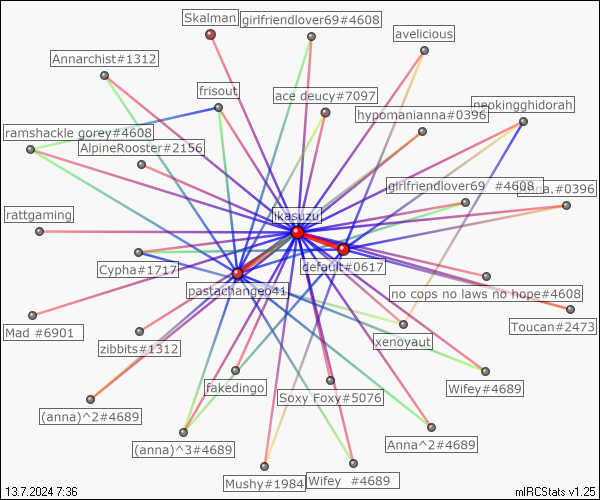 Skalman
girlfriendlover69#4608
avelicious
Annarchist#1312
frisout
ace deucy#7097
hypomanianna#0396
neokingghidorah
ramshackle gorey#4608
AlpineRooster#2156
girlfriendlover69 #4608
#0396
rattgaming
likasuzu
default#0617
Cypha#1717
pastachange041
no cops no laws no hope#4608
Mad #6901
zibbits#1312
xenoyaut
Toucan#2473
fakedingo
Soxy Foxy#5076
Wifey#4689
(anna)^2#4689
(anna)^3#4689
Anna^2#4689
Mushy#1984
Wifey #4689
13.7.2024 7:36
mIRCStats v1.25